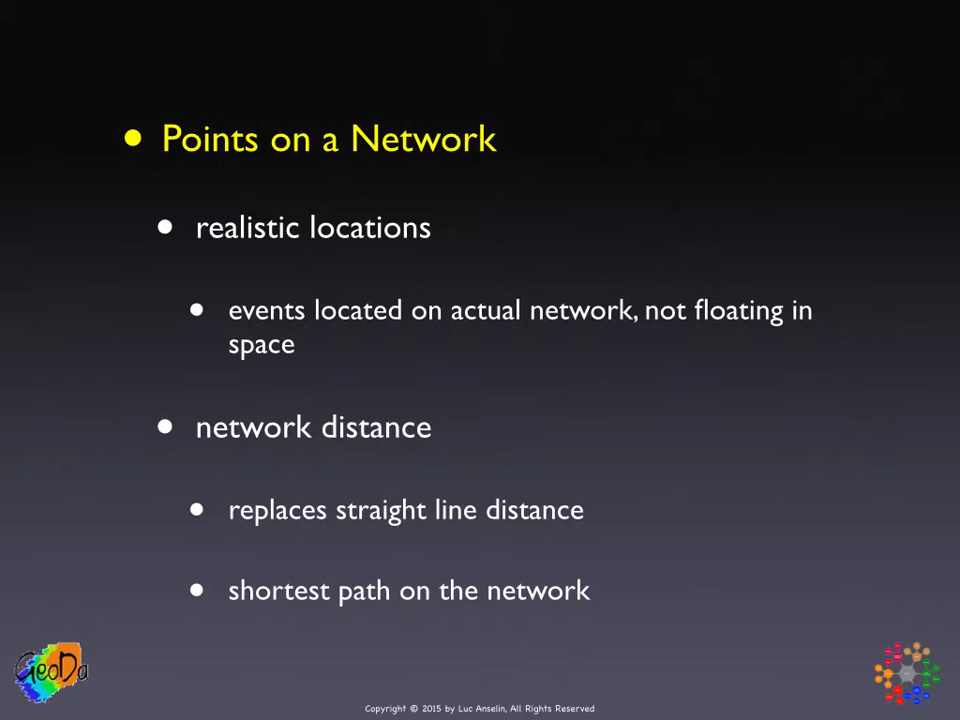 • Points on a Network
• realistic locations
• events located on actual network, not floating in
space
• network distance
• replaces straight line distance
• shortest path on the network
GeoDa
Copyright © 2015 by Luc Anselin, All Rights Reserved